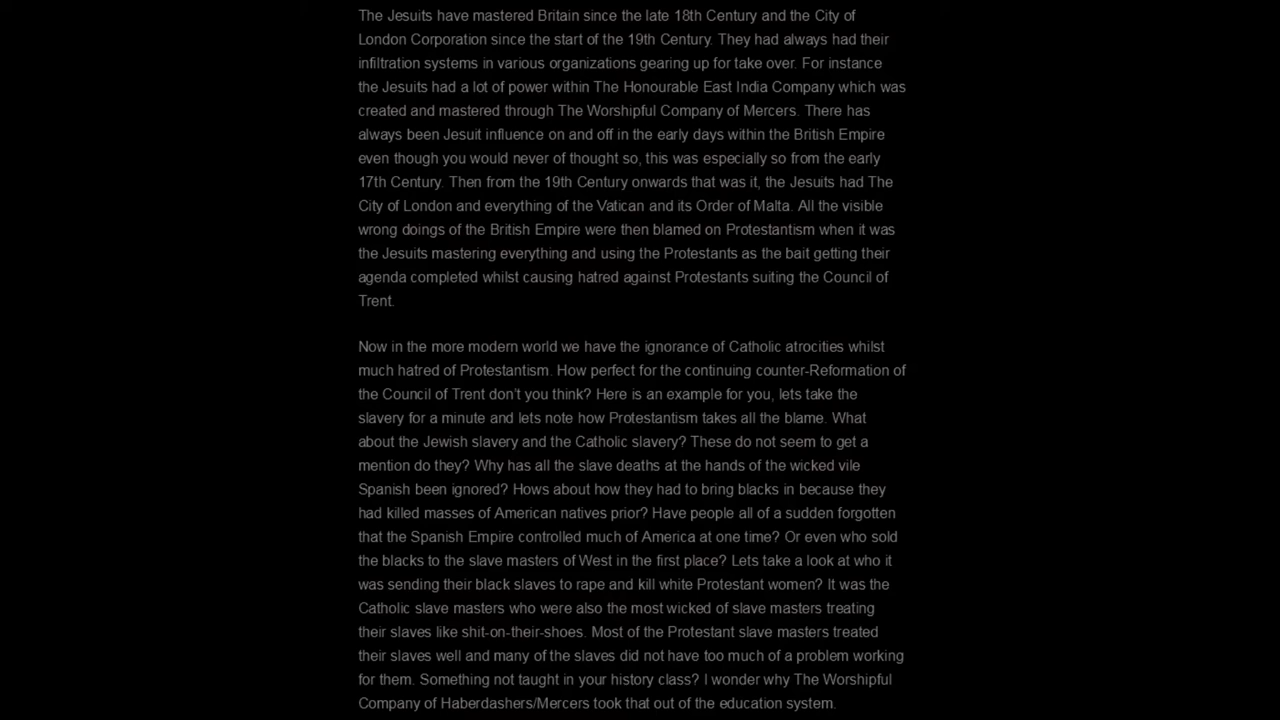 The Jesuits have mastered Britain since the late 18th Century and the City of
London Corporation since the start of the 19th Century. They had always had their
infiltration systems in various organizations gearing up for take over. For instance
the Jesuits had a lot of power within The Honourable East India Company which was
created and mastered through The Worshipful Company of Mercers. There has
always been Jesuit influence on and off in the early days within the British Empire
even though you would never of thought so, this was especially so from the early
17th Century. Then from the 19th Century onwards that was it, the Jesuits had The
City of London and everything of the Vatican and its Order of Malta. All the visible
wrong doings of the British Empire were then blamed on Protestantism when it was
the Jesuits mastering everything and using the Protestants as the bait getting their
agenda completed whilst causing hatred against Protestants suiting the Council of
Trent.
Now in the more modern world we have the ignorance of Catholic atrocities whilst
much hatred of Protestantism. How perfect for the continuing counter-Reformation of
the Council of Trent don't you think? Here is an example for you, lets take the
slavery for a minute and lets note how Protestantism takes all the blame. What
about the Jewish slavery and the Catholic slavery? These do not seem to get a
mention do they? Why has all the slave deaths at the hands of the wicked vile
Spanish been ignored? Hows about how they had to bring blacks in because they
had killed masses of American natives prior? Have people all of a sudden forgotten
that the Spanish Empire controlled much of America at one time? Or even who sold
the blacks to the slave masters of West in the first place? Lets take a look at who it
was sending their black slaves to rape and kill white Protestant women? It was the
Catholic slave masters who were also the most wicked of slave masters treating
their slaves like shit-on-their-shoes. Most of the Protestant slave masters treated
their slaves well and many of the slaves did not have too much of a problem working
for them. Something not taught in your history class? I wonder why The Worshipful
Company of Haberdashers/Mercers took that out of the education system.